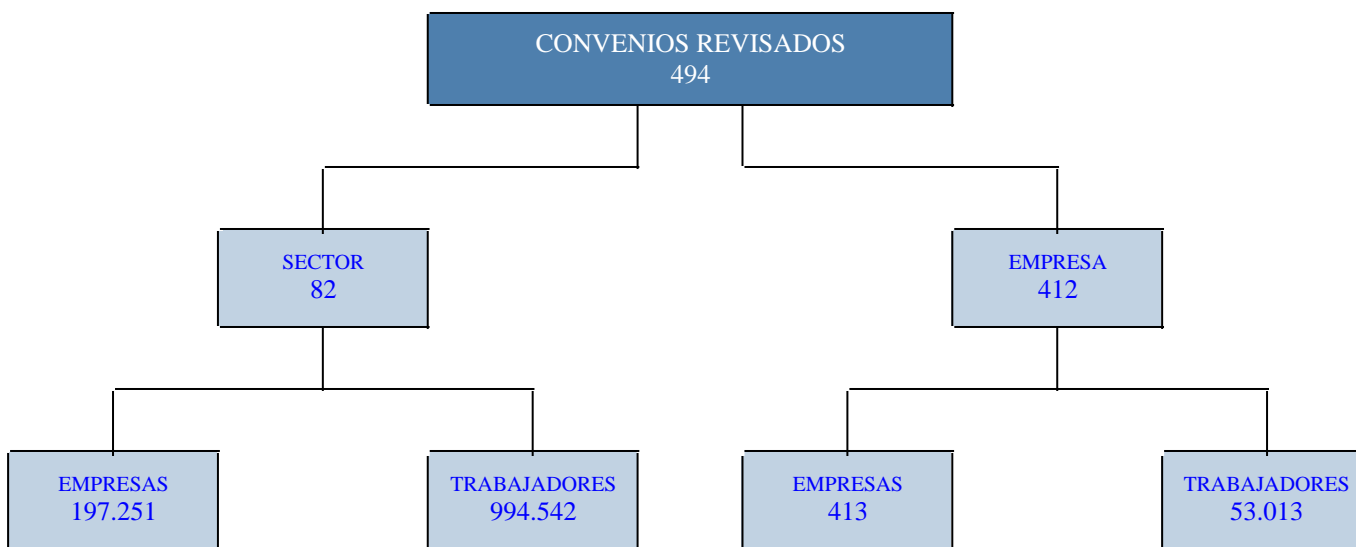 CONVENIOS REVISADOS
494
SECTOR
82
EMPRESA
412
EMPRESAS
197.251
TRABAJADORES
994.542
EMPRESAS
413
TRABAJADORES
53.013